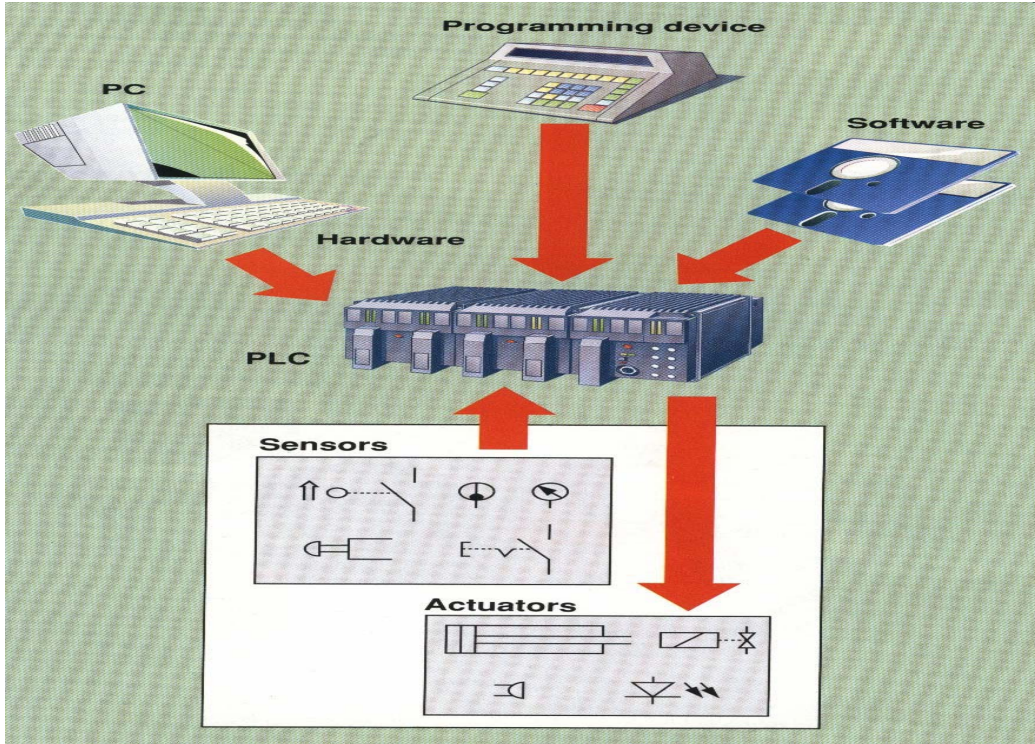 Programming device
PC
Software
Hardware
PLC
Sensors
Actuators